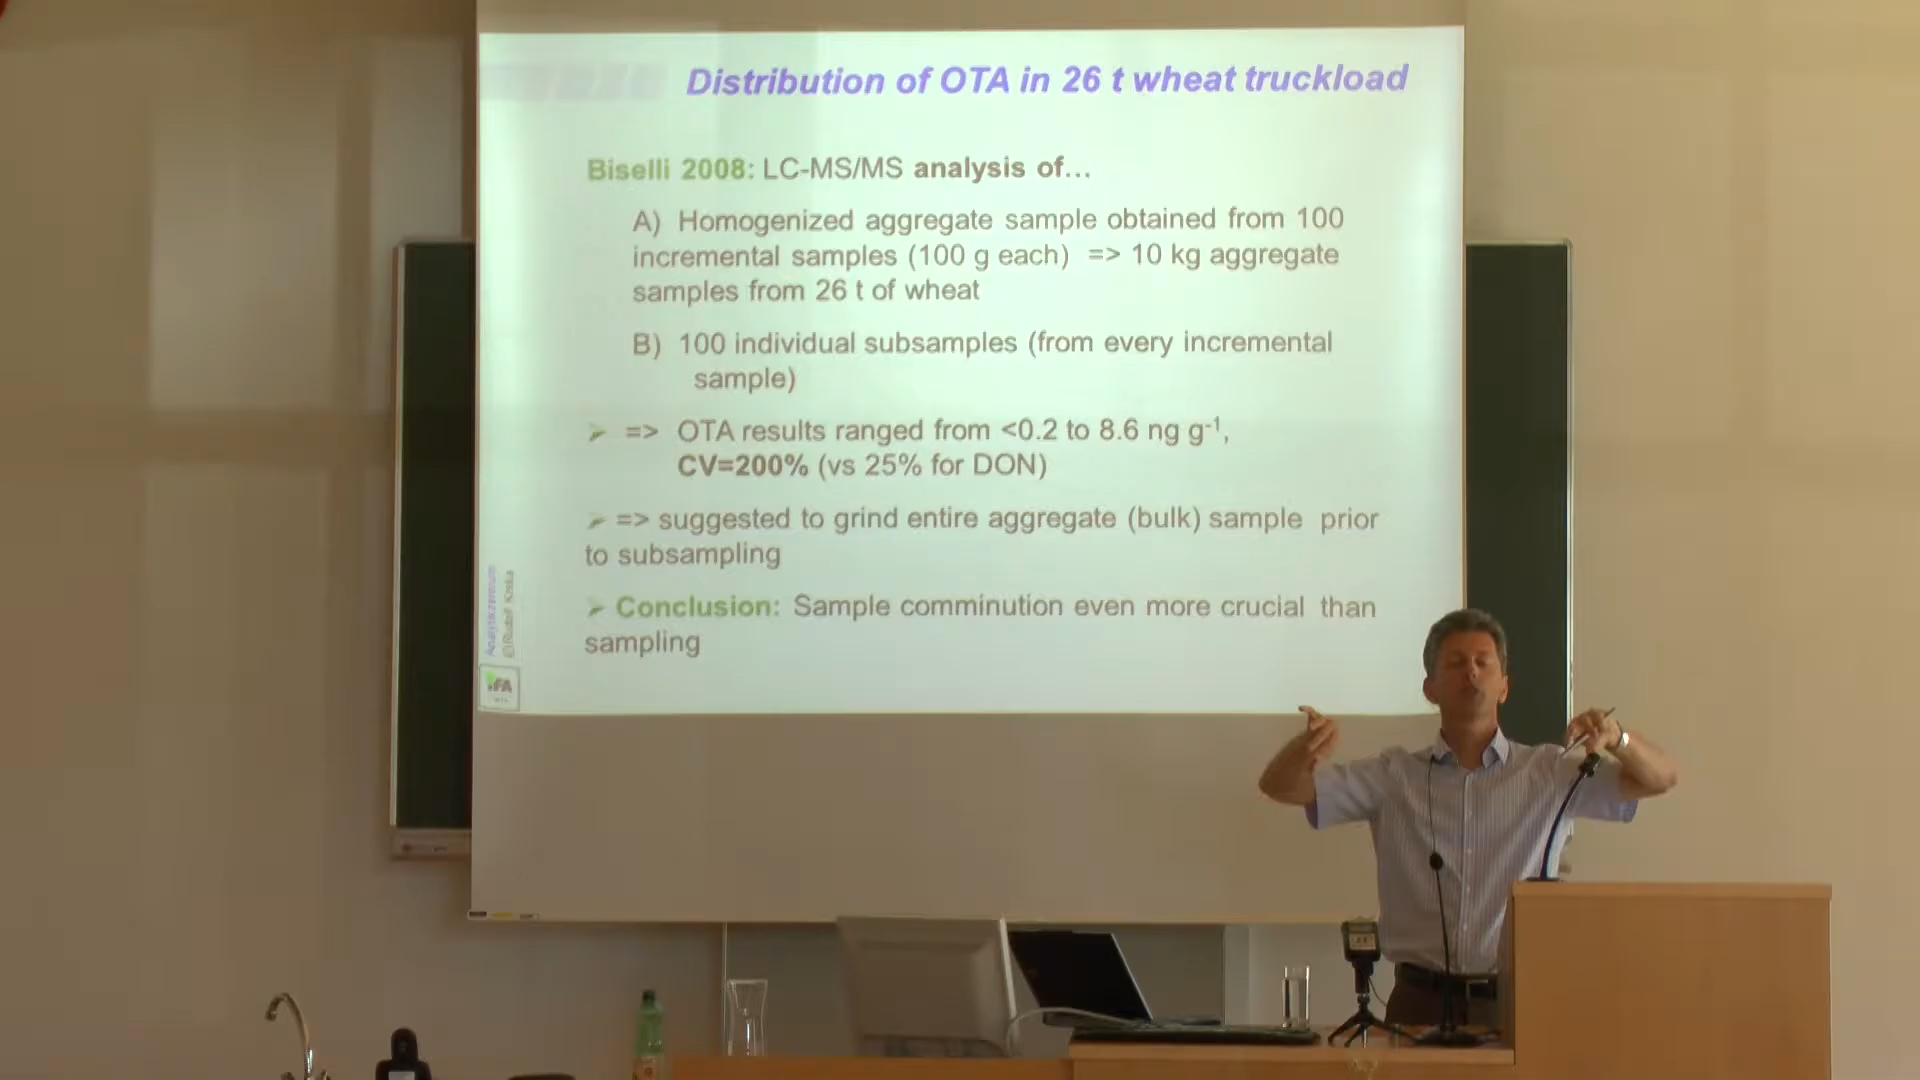 Distribution of OTA in 26 t wheat truckload
Biselli 2008: LC-MS/MS analysis of...
A) Homogenized aggregate sample obtained from 100
incremental samples (100 g each) => 10 kg aggregate
samples from 26 t of wheat
B) 100 individual subsamples (from every incremental
sample)
=> OTA results ranged from <0.2 to 8.6 ng g-1,
CV=200% (vs 25% for DON)
=> suggested to grind entire aggregate (bulk) sample prior
to subsampling
Conclusion: Sample comminution even more crucial than
sampling
Analytikzentrum
©Rudolf Krska
IFA